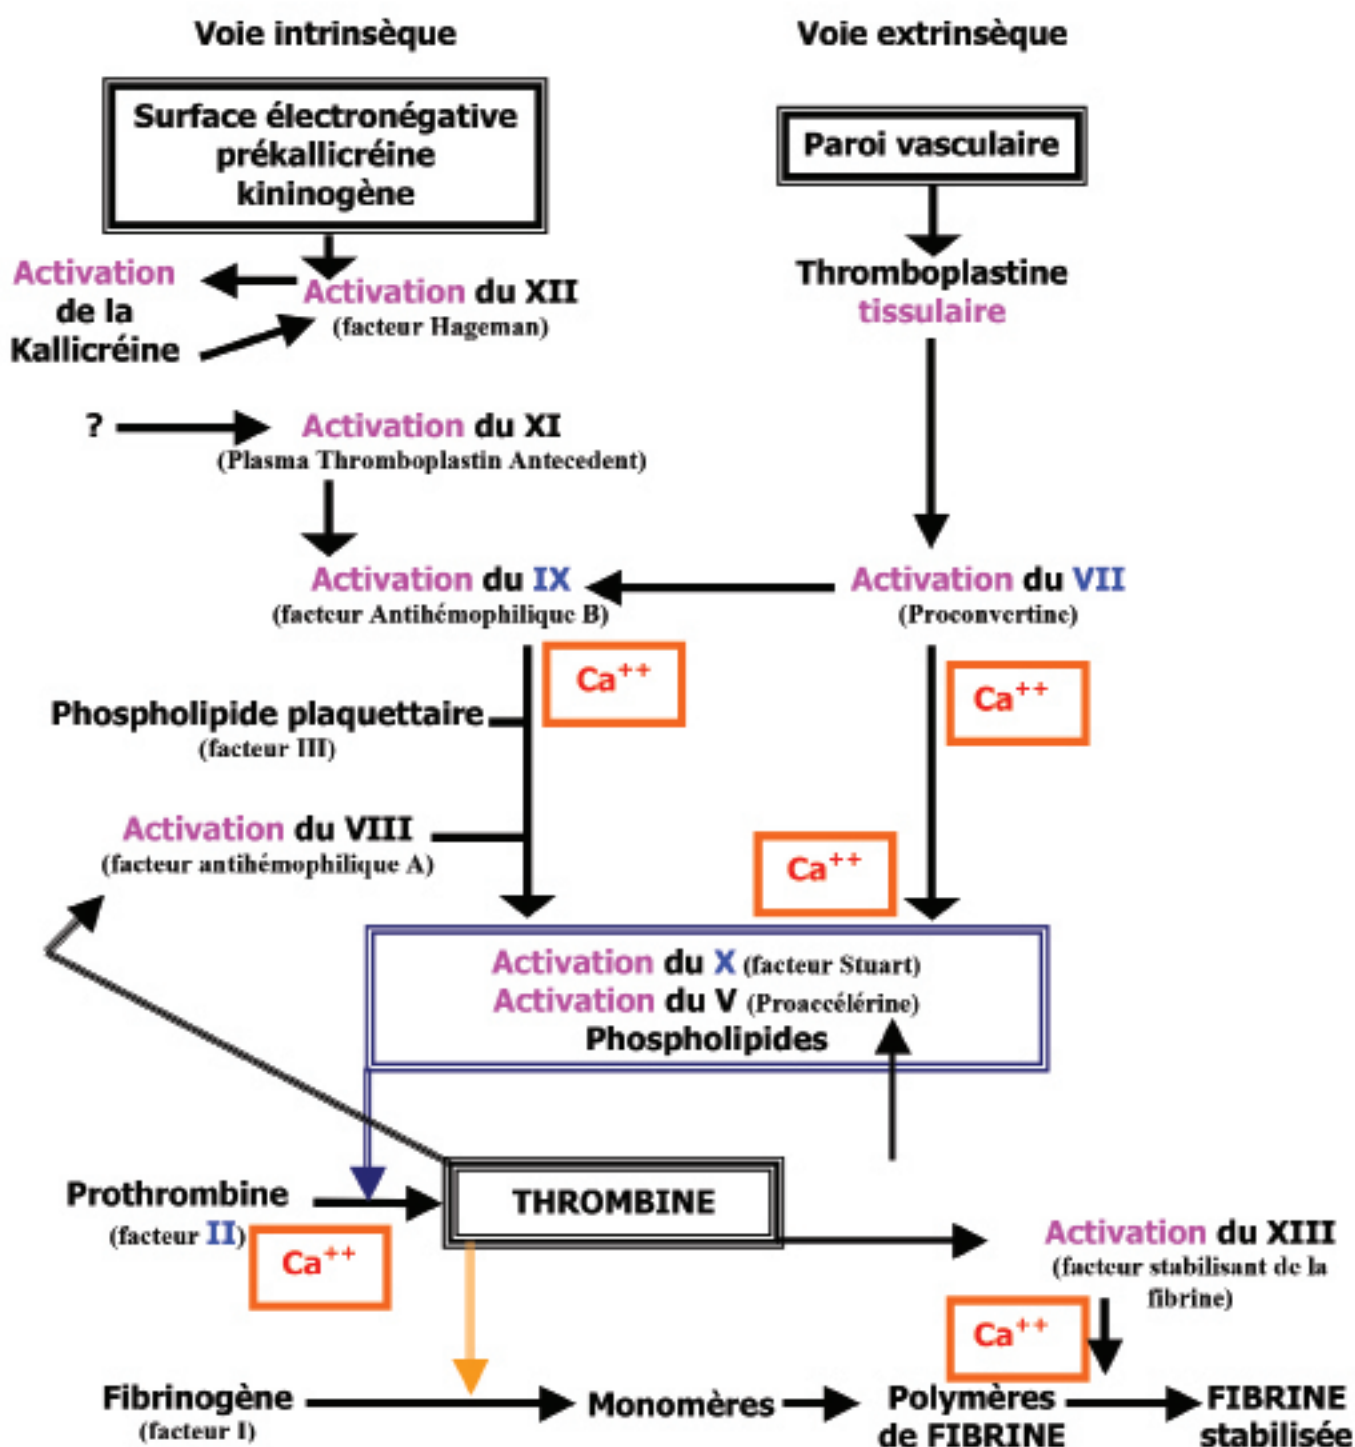 Voie intrinsèque
Voie extrinsèque
Surface électronégative
prékallicréine
kininogène
Paroi vasculaire
Activation
de la
Kallicréine
Activation du XII
(facteur Hageman)
Thromboplastine
tissulaire
?
Activation du XI
(Plasma Thromboplastin Antecedent)
Activation du IX
(facteur Antihémophilique B)
Activation du VII
(Proconvertine)
Ca++
Ca++
Phospholipide plaquettaire
(facteur III)
Activation du VIII
(facteur antihémophilique A)
Ca++
Activation du X (facteur Stuart)
Activation du V (Proaccélérine)
Phospholipides
Prothrombine
(facteur II)
Ca++
THROMBINE
Activation du XIII
(facteur stabilisant de la
fibrine)
Ca++
Fibrinogène
(facteur I)
Monomères
Polymères
de FIBRINE
FIBRINE
stabilisée